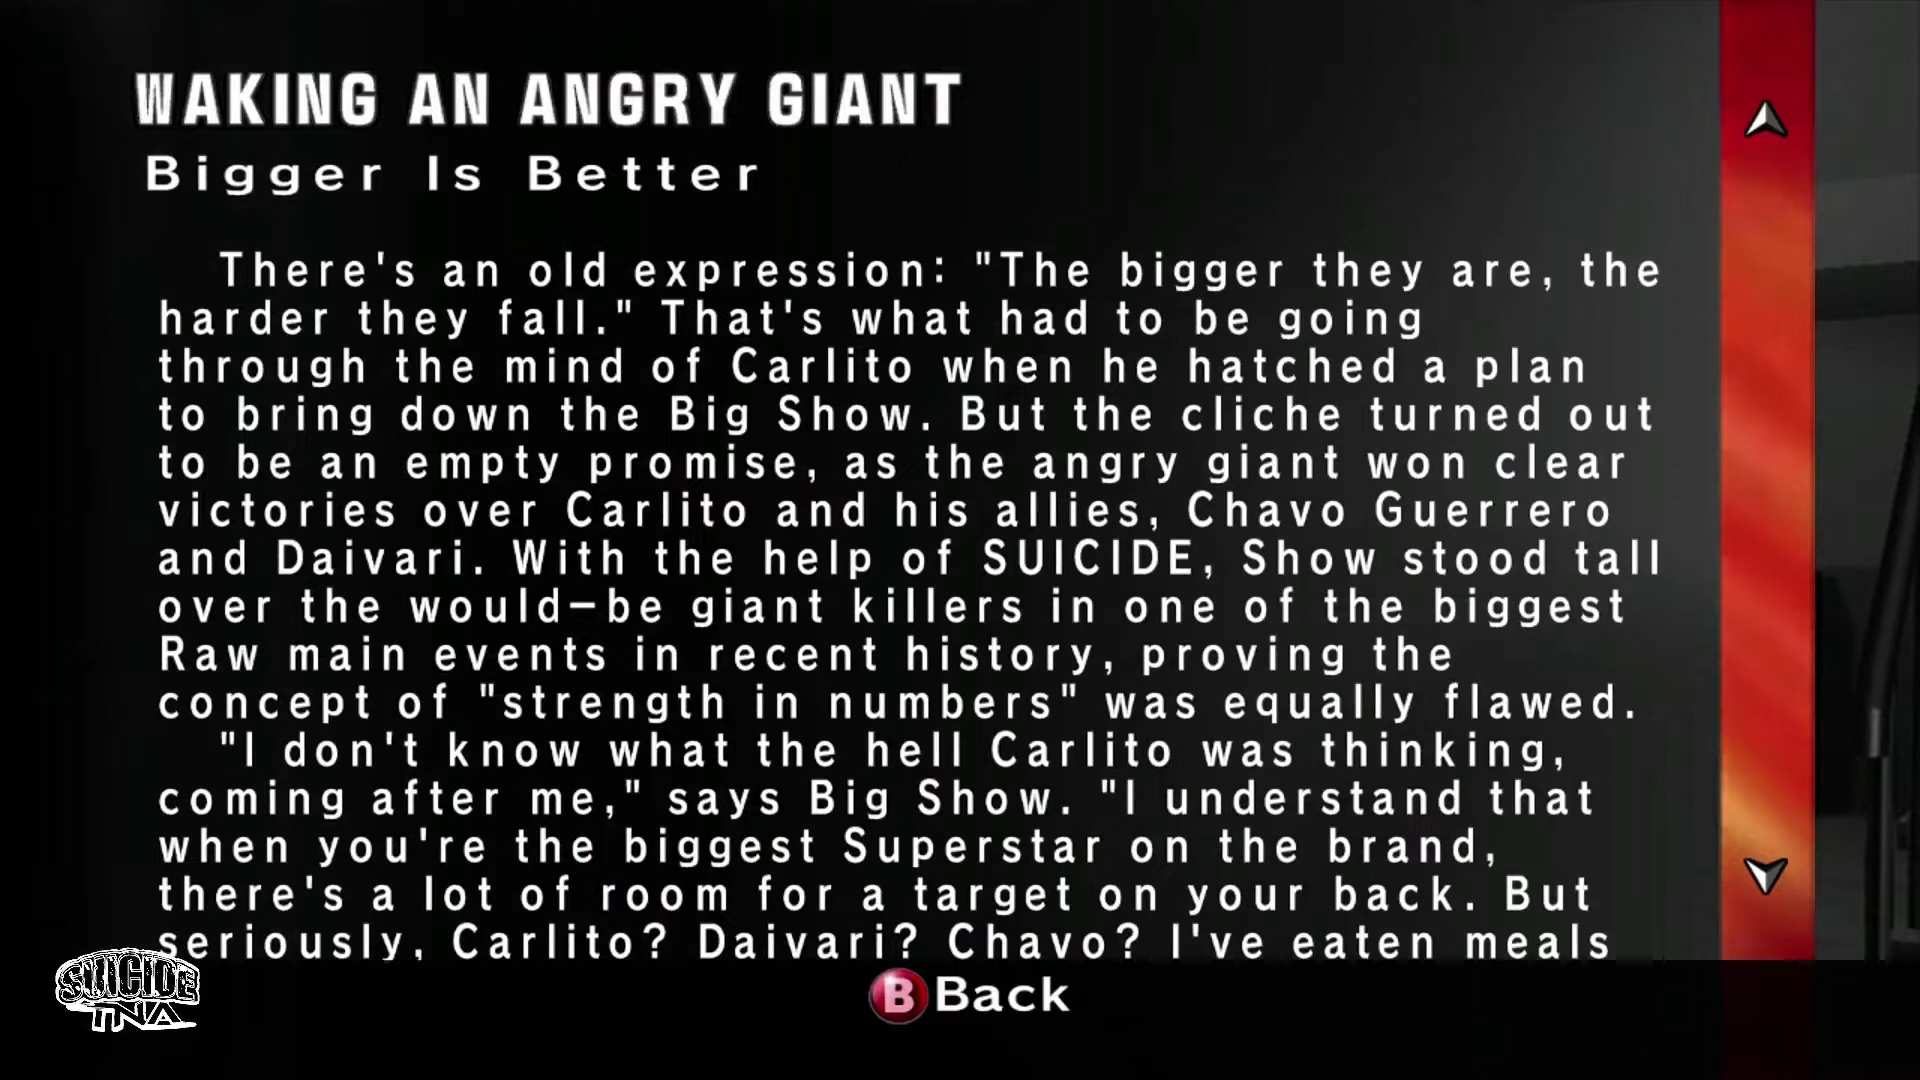 WAKING AN ANGRY GIANT
Bigger Is Better
There's an old expression: "The bigger they are, the
harder they fall." That's what had to be going
through the mind of Carlito when he hatched a plan
to bring down the Big Show. But the cliche turned out
to be an empty promise, as the angry giant won clear
victories over Carlito and his allies, Chavo Guerrero
and Daivari. With the help of SUICIDE, Show stood tall
over the would-be giant killers in one of the biggest
Raw main events in recent history, proving the
concept of "strength in numbers" was equally flawed.
"I don't know what the hell Carlito was thinking,
coming after me," says Big Show. "I understand that
when you're the biggest Superstar on the brand,
there's a lot of room for a target on your back. But
seriously, Carlito? Daivari? Chavo? I've eaten meals
SUICIDE
TNA
B Back